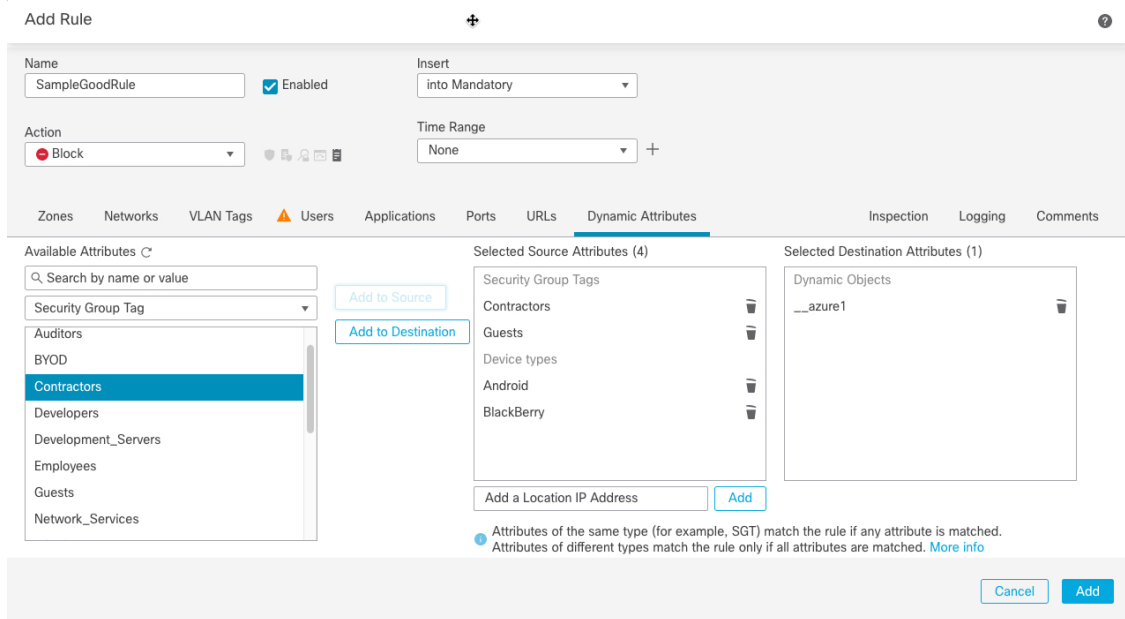 Add Rule
Name
SampleGoodRule
Enabled
Insert
into Mandatory
Action
Block
Time Range
None
Zones
Networks
VLAN Tags
Users
Applications
Ports
URLs
Dynamic Attributes
Inspection
Logging
Comments
Available Attributes
Search by name or value
Security Group Tag
Auditors
BYOD
Contractors
Developers
Development_Servers
Employees
Guests
Network_Services
Add to Source
Add to Destination
Selected Source Attributes (4)
Security Group Tags
Contractors
Guests
Device types
Android
BlackBerry
Add a Location IP Address
Add
Selected Destination Attributes (1)
Dynamic Objects
__azure1
Attributes of the same type (for example, SGT) match the rule if any attribute is matched.
Attributes of different types match the rule only if all attributes are matched. More info
Cancel
Add